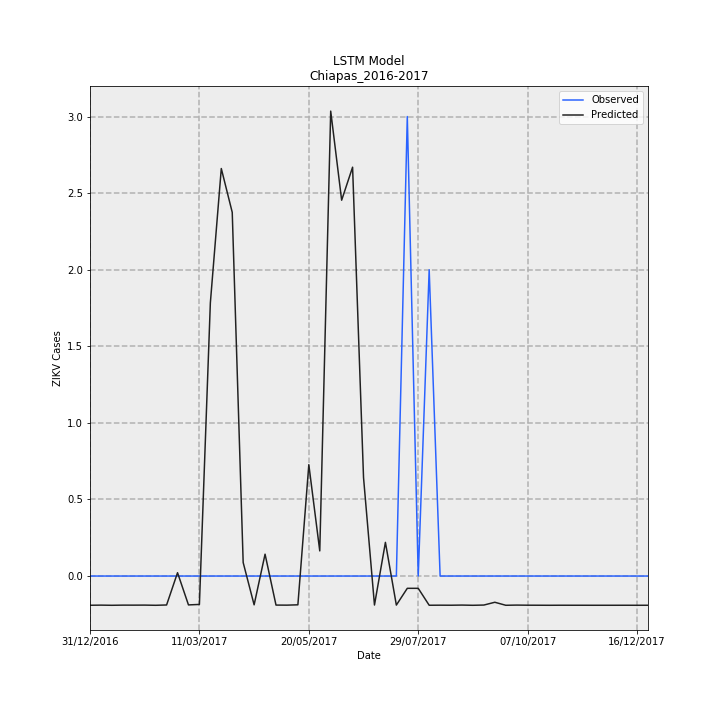 LSTM Model
Chiapas_2016-2017
Observed
Predicted
3.0
2.5
2.0
1.5
1.0
0.5
0.0
ZIKV Cases
31/12/2016 11/03/2017 20/05/2017 29/07/2017 07/10/2017 16/12/2017
Date